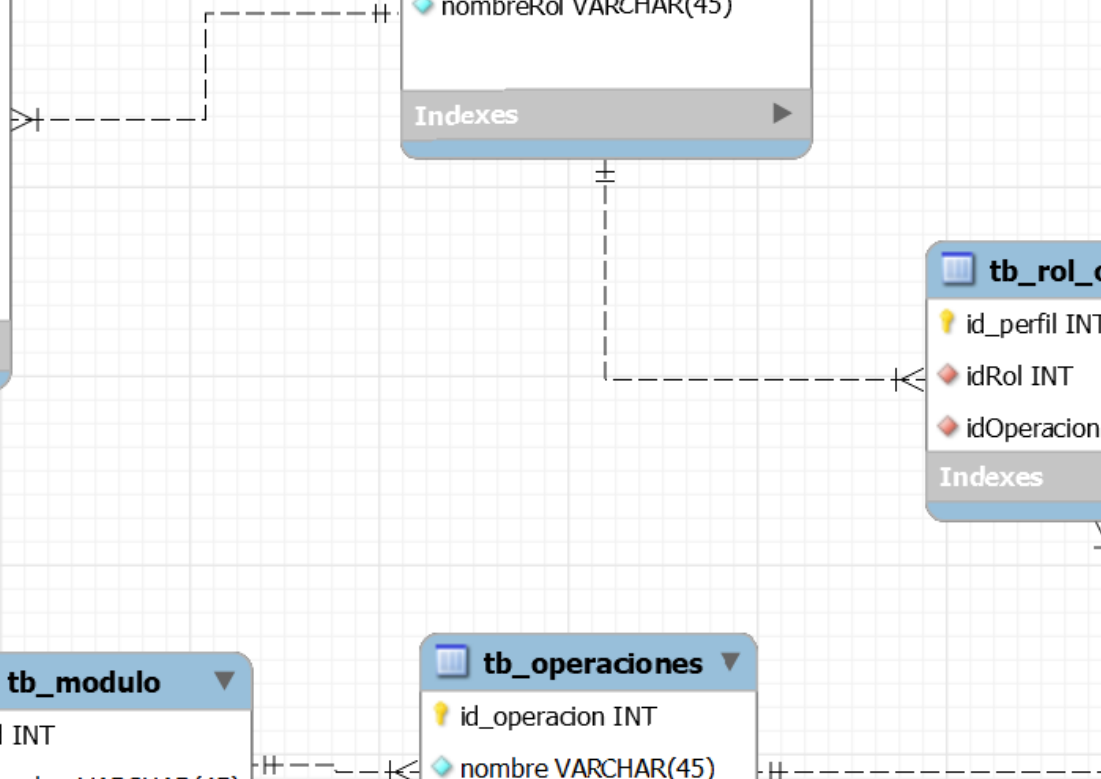 nombreRol VARCHAR(45)
Indexes
tb_rol_
id_perfil INT
idRol INT
idOperacion
Indexes
tb_operaciones
id_operacion INT
nombre VARCHAR(45)
tb_modulo
INT